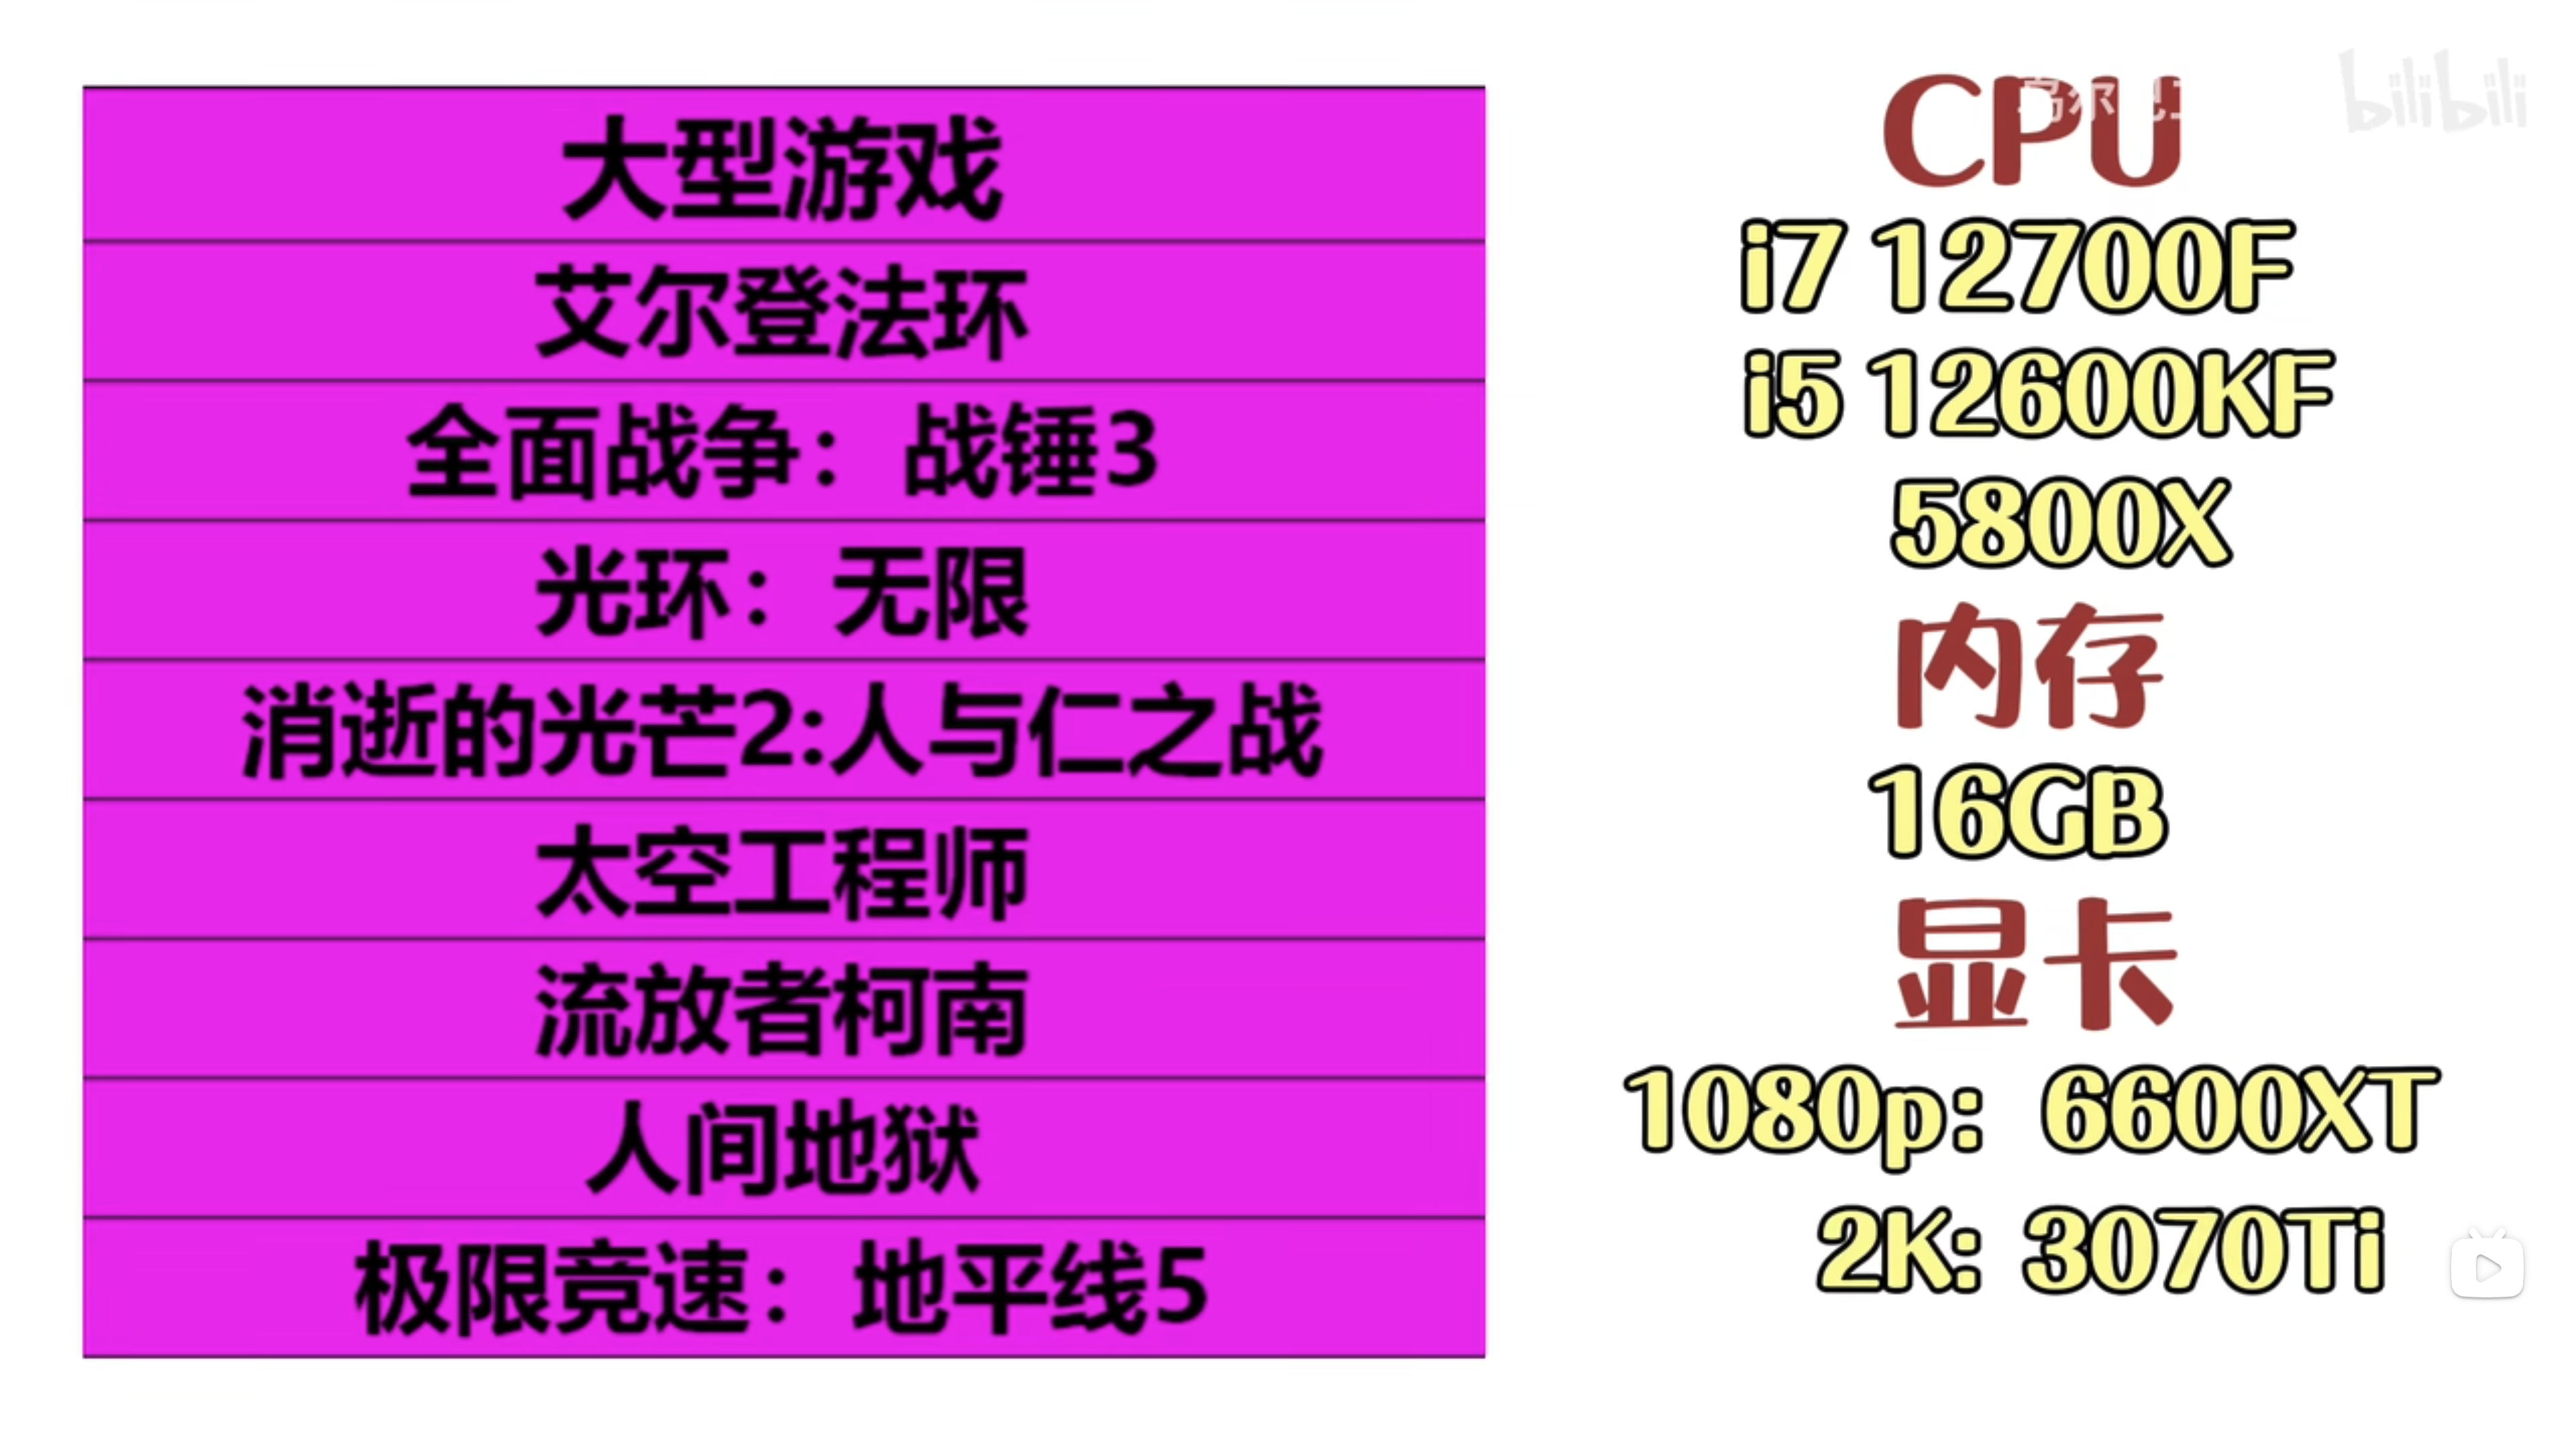 大型游戏
艾尔登法环
全面战争：战锤3
光环：无限
消逝的光芒2:人与仁之战
太空工程师
流放者柯南
人间地狱
极限竞速：地平线5
bilibili
CPU
i7 12700F
i5 12600KF
5800X
内存
16GB
显卡
1080p：6600XT
2K：3070Ti